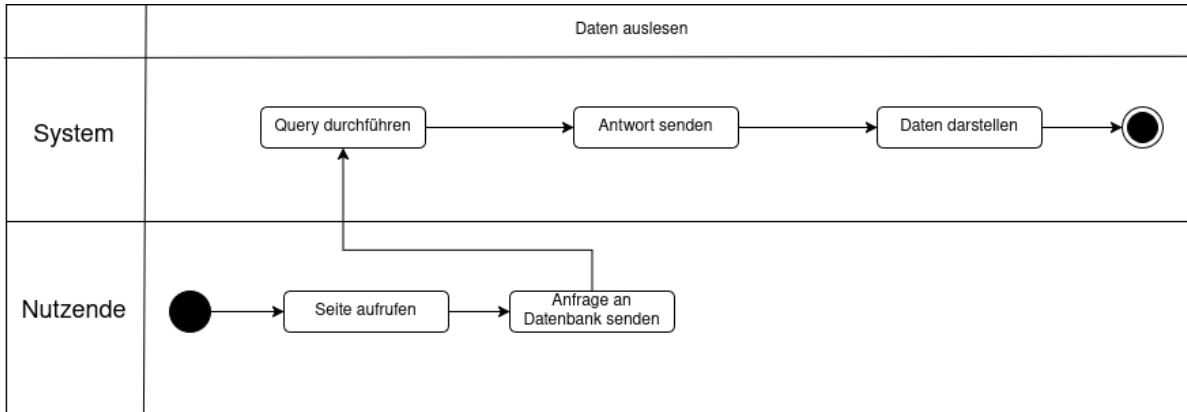 Daten auslesen
System
Query durchführen
Antwort senden
Daten darstellen
Nutzende
Seite aufrufen
Anfrage an
Datenbank senden